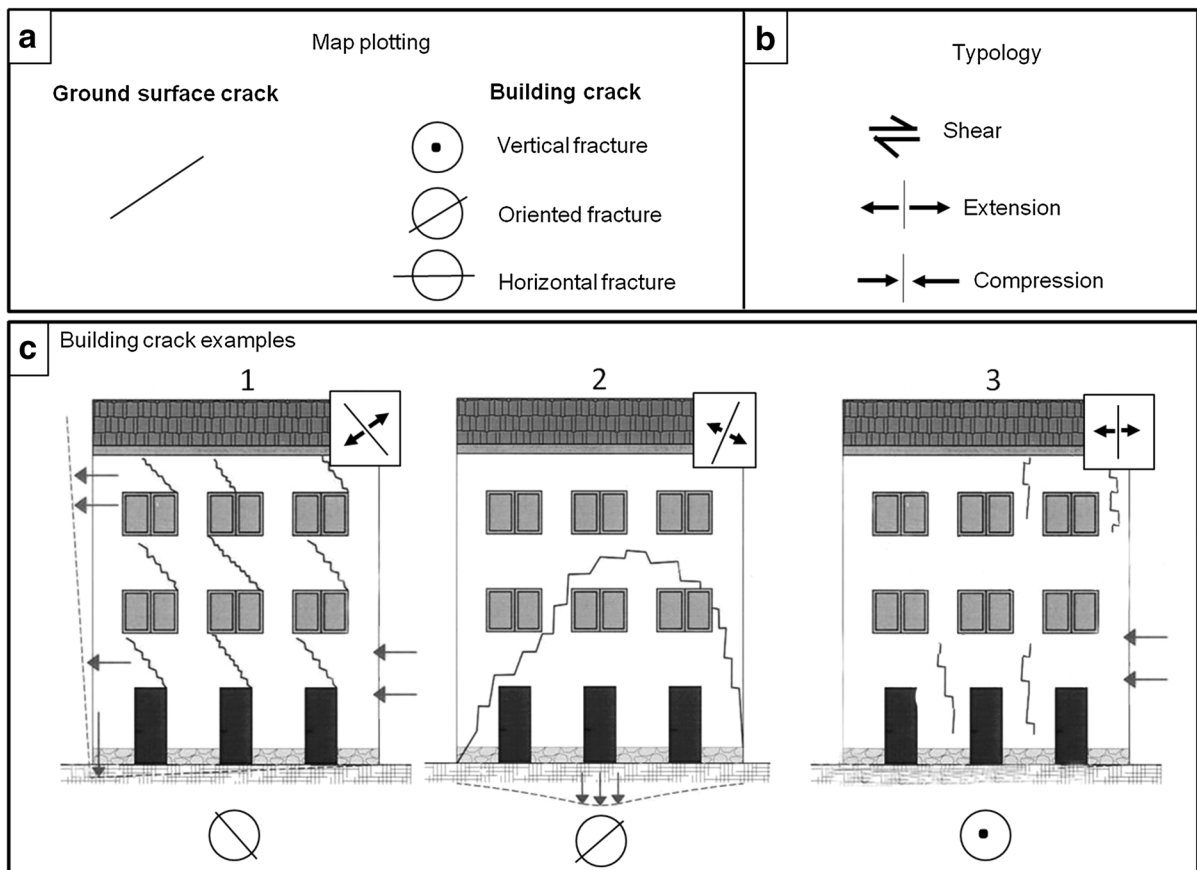 a
Map plotting
Ground surface crack
Building crack
Vertical fracture
Oriented fracture
Horizontal fracture
b
Typology
Shear
Extension
Compression
c
Building crack examples
1
2
3